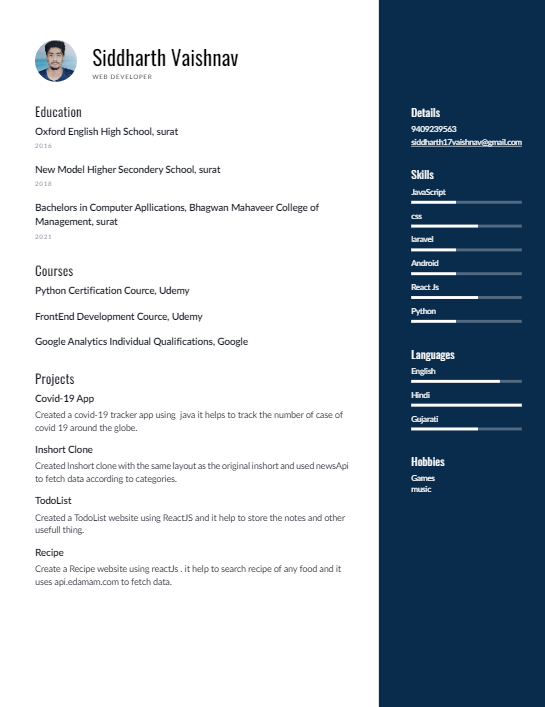 Siddharth Vaishnav
WEB DEVELOPER
Education
Oxford English High School, surat
2016
New Model Higher Secondery School, surat
2018
Bachelors in Computer Apllications, Bhagwan Mahaveer College of
Management, surat
2021
Courses
Python Certification Cource, Udemy
FrontEnd Development Cource, Udemy
Google Analytics Individual Qualifications, Google
Projects
Covid-19 App
Created a covid-19 tracker app using java it helps to track the number of case of
covid 19 around the globe.
Inshort Clone
Created Inshort clone with the same layout as the original inshort and used newsApi
to fetch data according to categories.
TodoList
Created a TodoList website using ReactJS and it help to store the notes and other
usefull thing.
Recipe
Create a Recipe website using reactJs . it help to search recipe of any food and it
uses api.edamam.com to fetch data.
Details
9409239563
siddharth17vaishnav@gmail.com
Skills
JavaScript
css
laravel
Android
React Js
Python
Languages
English
Hindi
Gujarati
Hobbies
Games
music